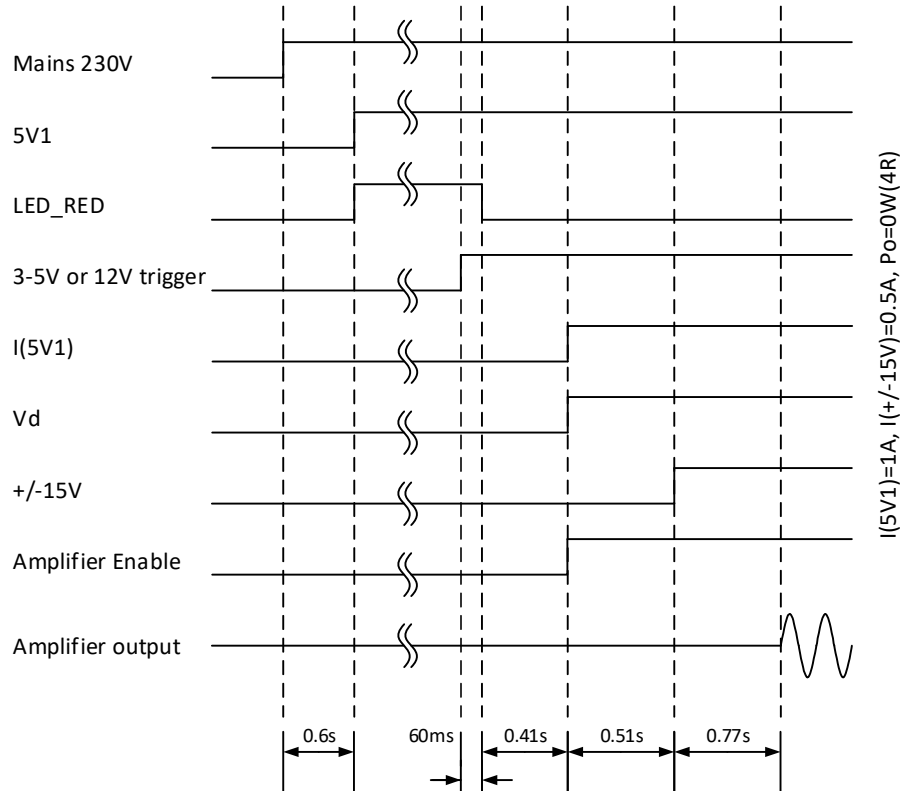 Mains 230V
5V1
LED_RED
3-5V or 12V trigger
I(5V1)
Vd
+/-15V
Amplifier Enable
Amplifier output
0.6s
60ms
0.41s
0.51s
0.77s
I(5V1)=1A, I(+/-15V)=0.5A, Po=0W(4R)